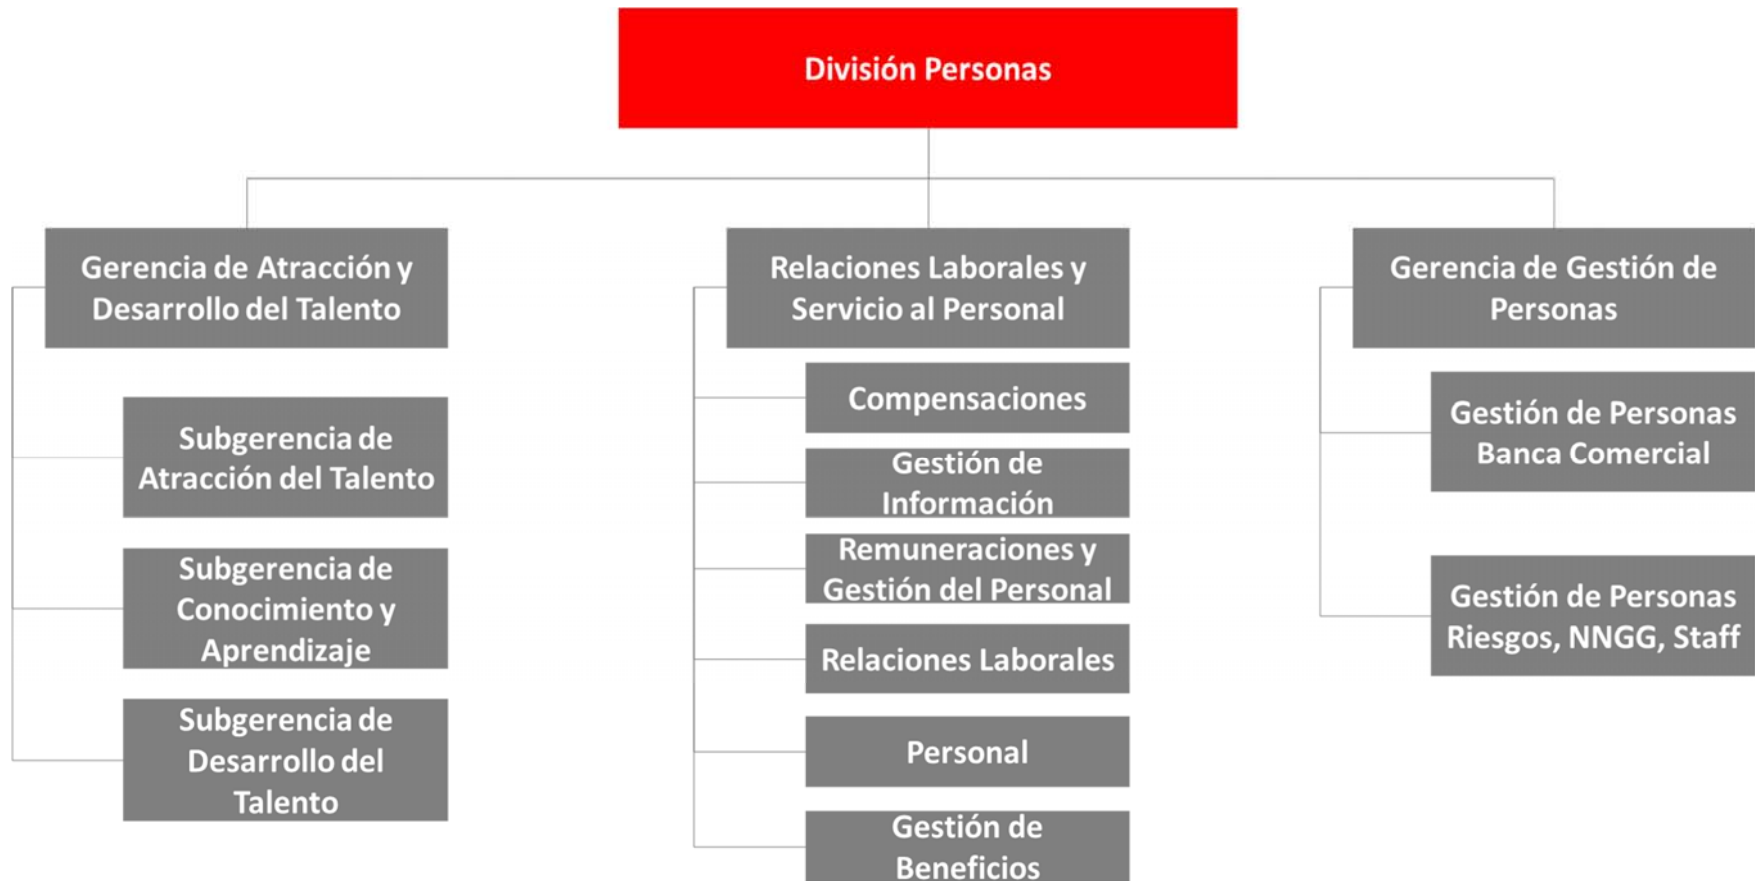 División Personas
Gerencia de Atracción y
Desarrollo del Talento
Subgerencia de
Atracción del Talento
Subgerencia de
Conocimiento y
Aprendizaje
Subgerencia de
Desarrollo del
Talento
Relaciones Laborales y
Servicio al Personal
Compensaciones
Gestión de
Información
Remuneraciones y
Gestión del Personal
Relaciones Laborales
Personal
Gestión de
Beneficios
Gerencia de Gestión de
Personas
Gestión de Personas
Banca Comercial
Gestión de Personas
Riesgos, NNGG, Staff